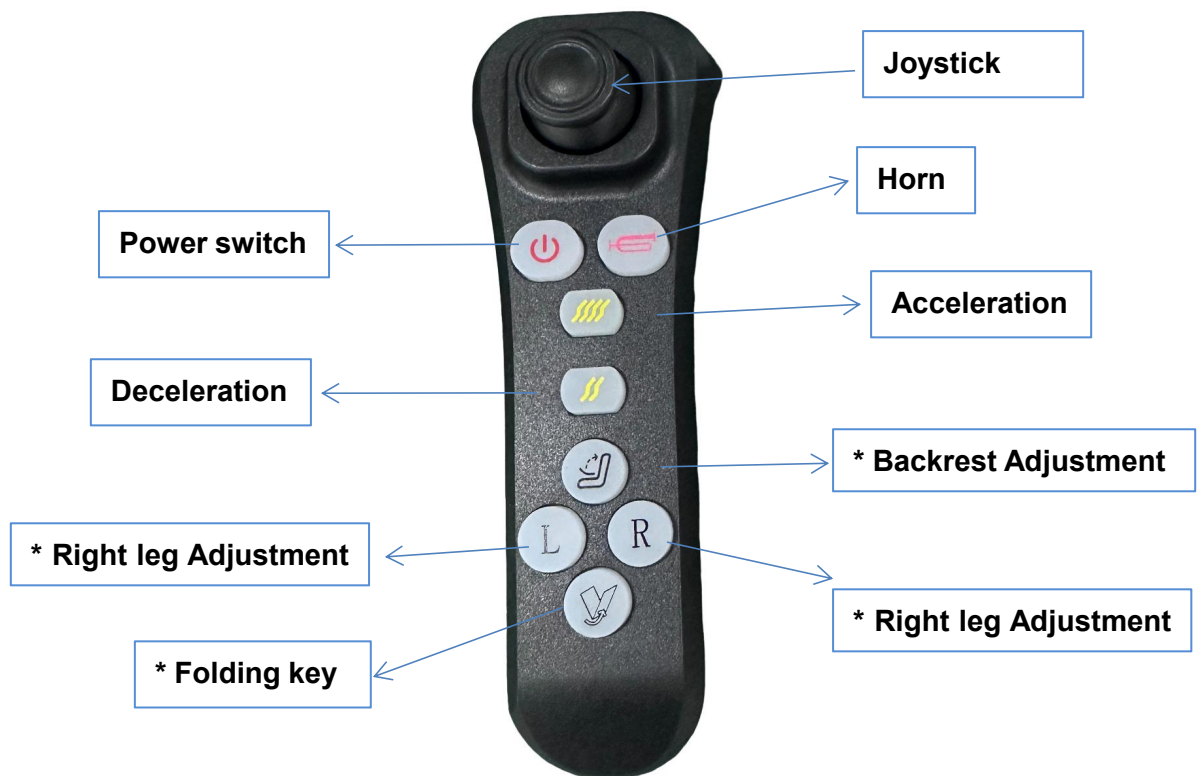 Joystick
Horn
Power switch
Acceleration
Deceleration
* Backrest Adjustment
* Right leg Adjustment
L
R
* Right leg Adjustment
* Folding key